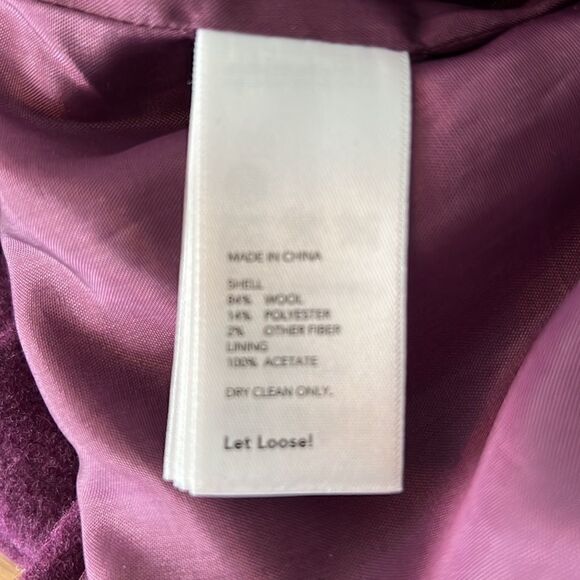 MADE IN CHINA
SHELL
84% WOOL
14% POLYESTER
2% OTHER FIBER
LINING
100% ACETATE
DRY CLEAN ONLY.
Let Loose!